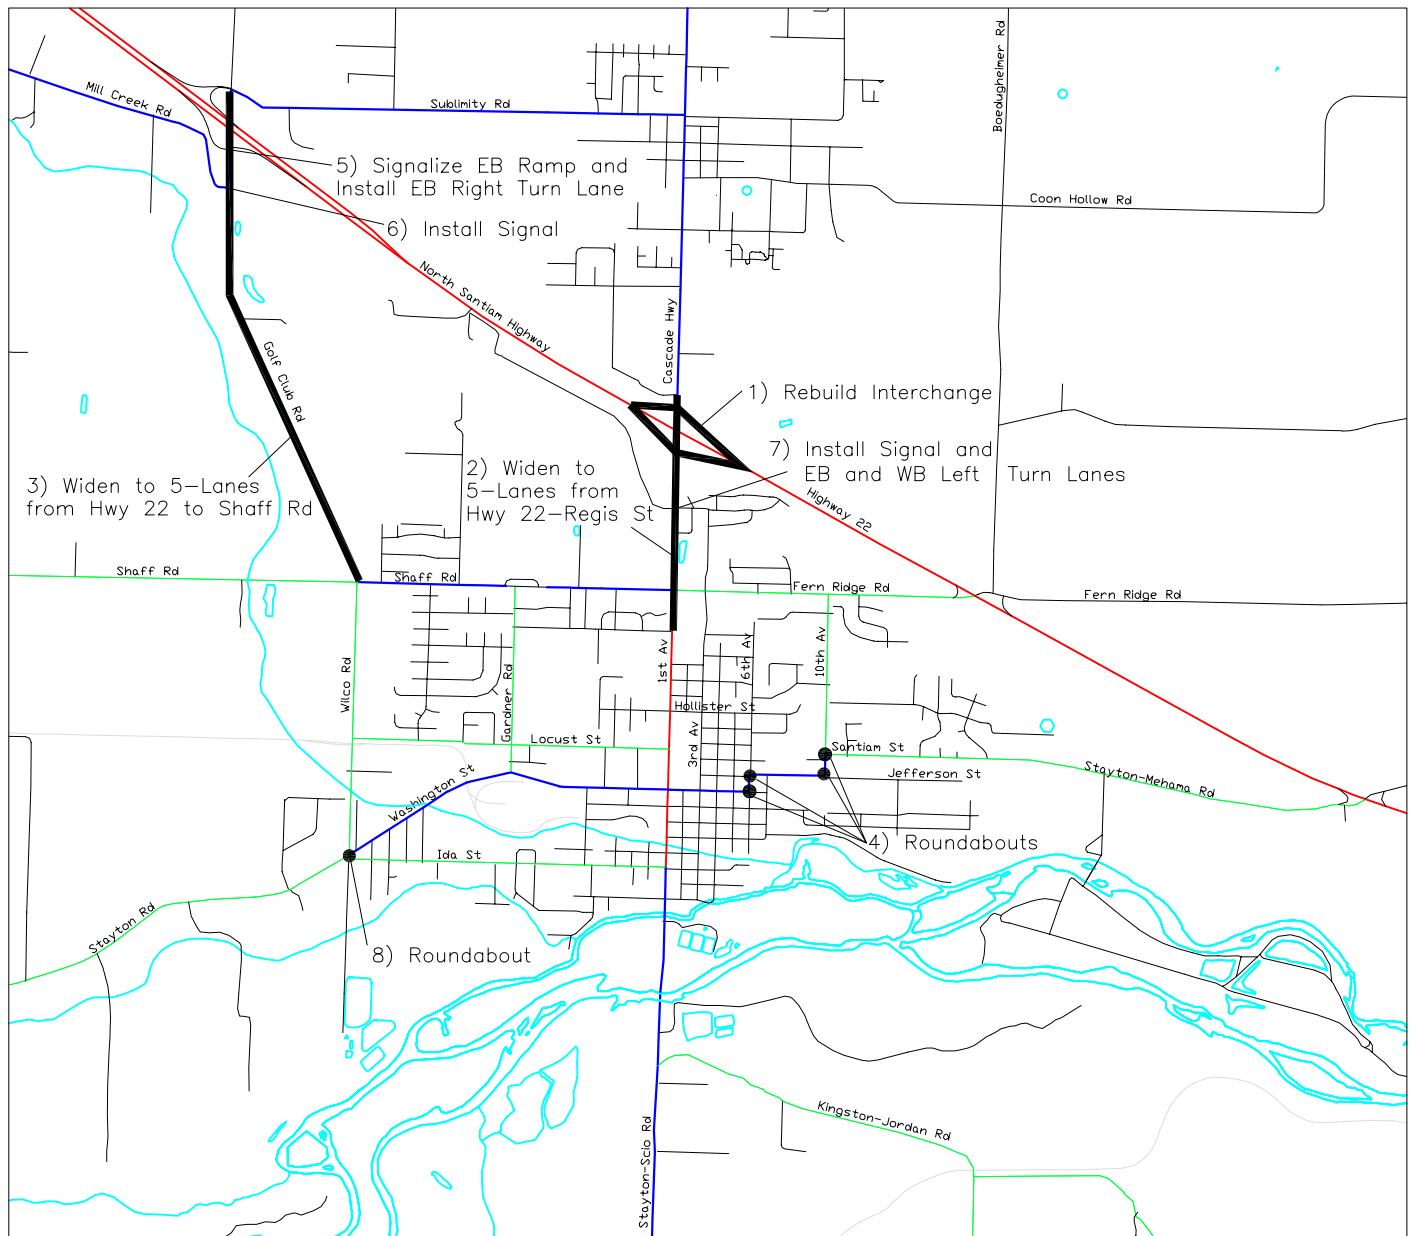 Boedugheimer Rd
Mill Creek Rd
Sublimity Rd
5) Signalize EB Ramp and
Install EB Right Turn Lane
Coon Hollow Rd
6) Install Signal
North Santiam Highway
Cascade Hwy
Golf Club Rd
1) Rebuild Interchange
7) Install Signal and
EB and WB Left Turn Lanes
2) Widen to
5-Lanes from
Hwy 22-Regis St
3) Widen to 5-Lanes
from Hwy 22 to Shaff Rd
Highway 22
Shaff Rd
Shaff Rd
Fern Ridge Rd
Fern Ridge Rd
Wilco Rd
Gardner Rd
1st Av
6th Av
10th Av
Hollister St
3rd Av
Locust St
Santiam St
Jefferson St
Stayton-Mehama Rd
Washington St
4) Roundabouts
Ida St
Stayton Rd
8) Roundabout
Kingston-Jordan Rd
Stayton-Scio Rd